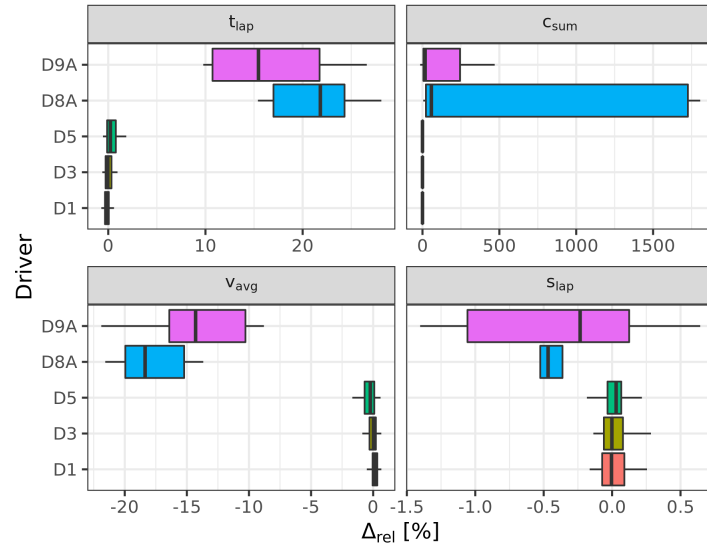 t_lap c_sum
D9A
D8A
D5
D3
D1
0 10 20 0 500 1000 1500
Driver
v_avg s_lap
D9A
D8A
D5
D3
D1
-20 -15 -10 -5 0 -1.5 -1.0 -0.5 0.0 0.5
Δ_rel [%]